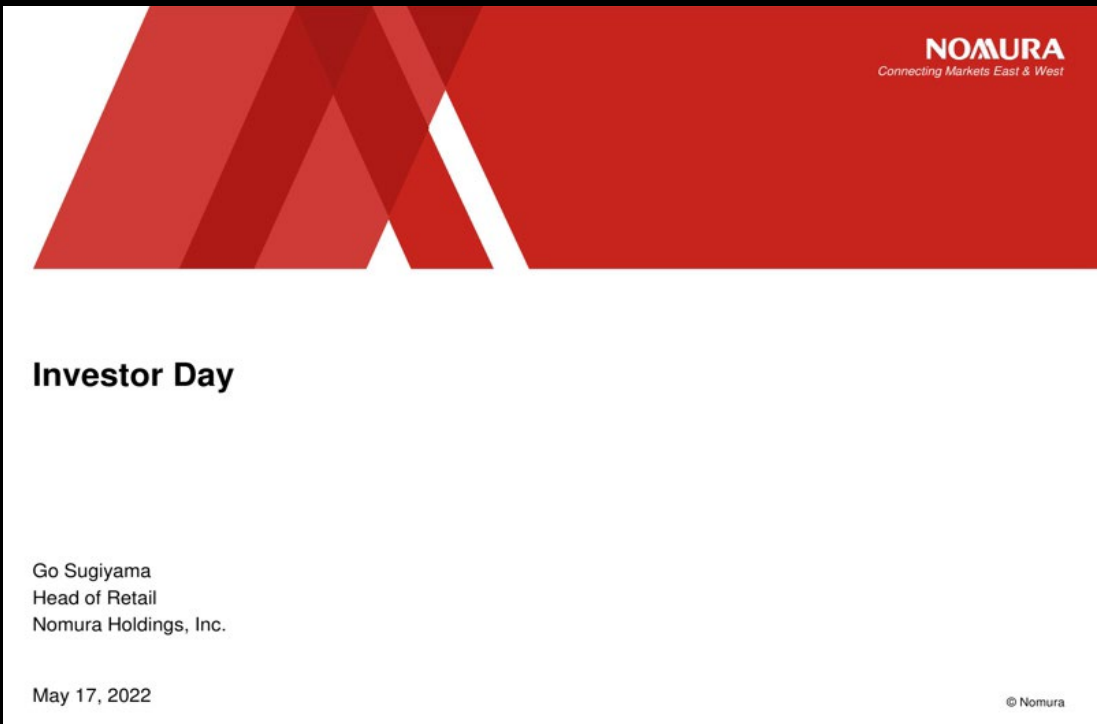 NOMURA
Connecting Markets East & West
Investor Day
Go Sugiyama
Head of Retail
Nomura Holdings, Inc.
May 17, 2022
© Nomura